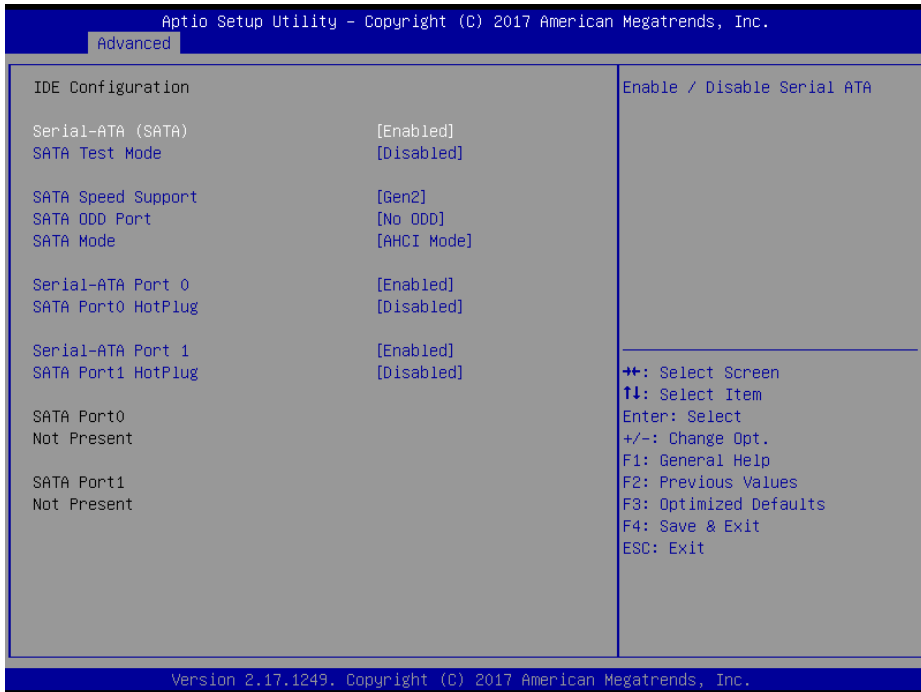 Aptio Setup Utility – Copyright (C) 2017 American Megatrends, Inc.
Advanced
IDE Configuration
Serial-ATA (SATA) [Enabled]
SATA Test Mode [Disabled]
SATA Speed Support [Gen2]
SATA ODD Port [No ODD]
SATA Mode [AHCI Mode]
Serial-ATA Port 0 [Enabled]
SATA Port0 HotPlug [Disabled]
Serial-ATA Port 1 [Enabled]
SATA Port1 HotPlug [Disabled]
SATA Port0
Not Present
SATA Port1
Not Present
Enable / Disable Serial ATA
→←: Select Screen
↑↓: Select Item
Enter: Select
+/-: Change Opt.
F1: General Help
F2: Previous Values
F3: Optimized Defaults
F4: Save & Exit
ESC: Exit
Version 2.17.1249. Copyright (C) 2017 American Megatrends, Inc.